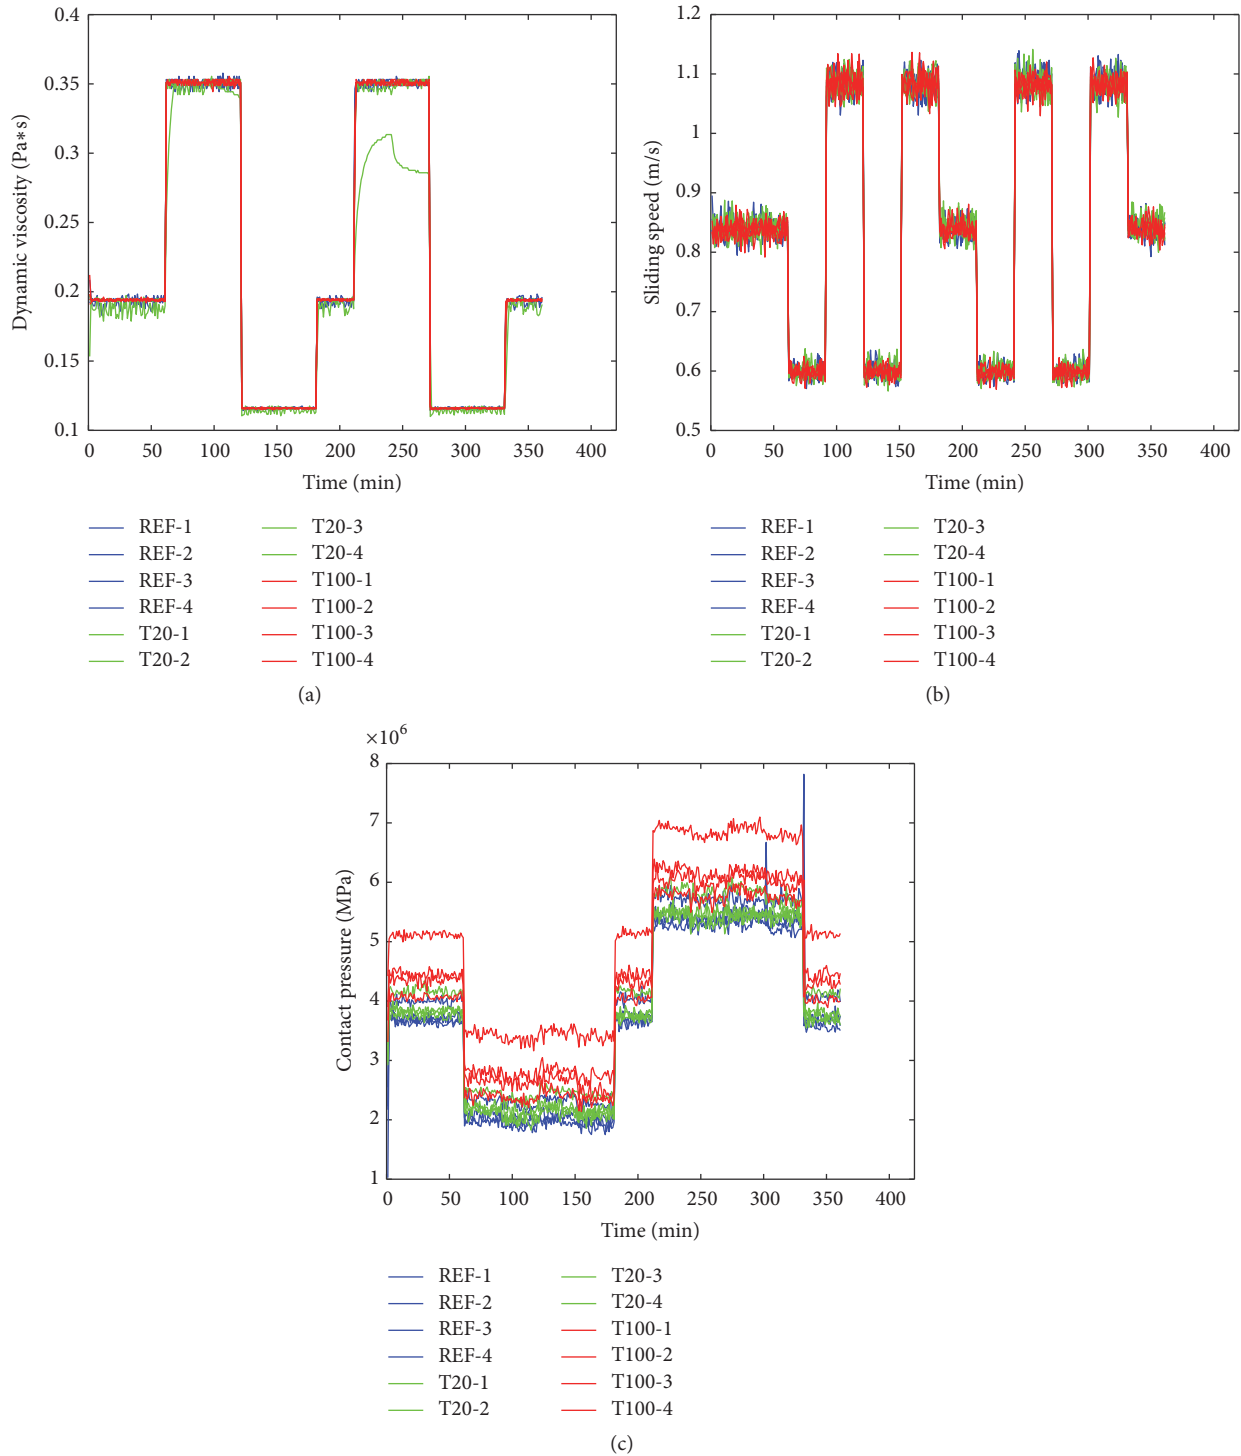 0.4
0.35
0.3
0.25
0.2
0.15
0.1
Dynamic viscosity (Pa∗s)
0 50 100 150 200 250 300 350 400
Time (min)
REF-1
REF-2
REF-3
REF-4
T20-1
T20-2
T20-3
T20-4
T100-1
T100-2
T100-3
T100-4
(a)
1.2
1.1
1
0.9
0.8
0.7
0.6
0.5
Sliding speed (m/s)
0 50 100 150 200 250 300 350 400
Time (min)
REF-1
REF-2
REF-3
REF-4
T20-1
T20-2
T20-3
T20-4
T100-1
T100-2
T100-3
T100-4
(b)
×10⁶
8
7
6
5
4
3
2
1
Contact pressure (MPa)
0 50 100 150 200 250 300 350 400
Time (min)
REF-1
REF-2
REF-3
REF-4
T20-1
T20-2
T20-3
T20-4
T100-1
T100-2
T100-3
T100-4
(c)